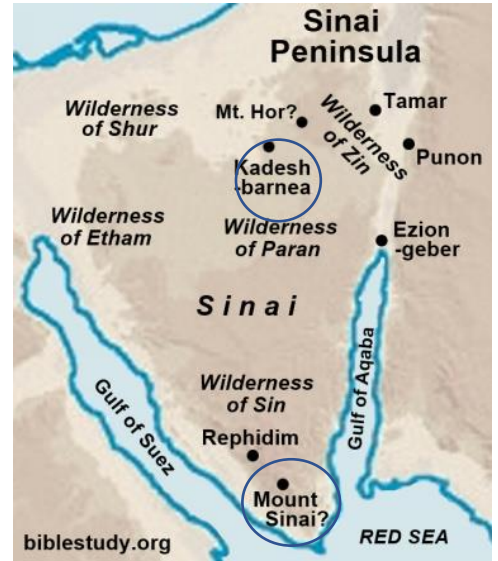 Sinai
Peninsula
Wilderness
of Shur
Mt. Hor?
Tamar
Wilderness
of Zin
Kadesh
-barnea
Punon
Wilderness
of Etham
Wilderness
of Paran
Ezion
-geber
Sinai
Gulf of Suez
Gulf of Aqaba
Wilderness
of Sin
Rephidim
Mount
Sinai?
biblestudy.org
RED SEA